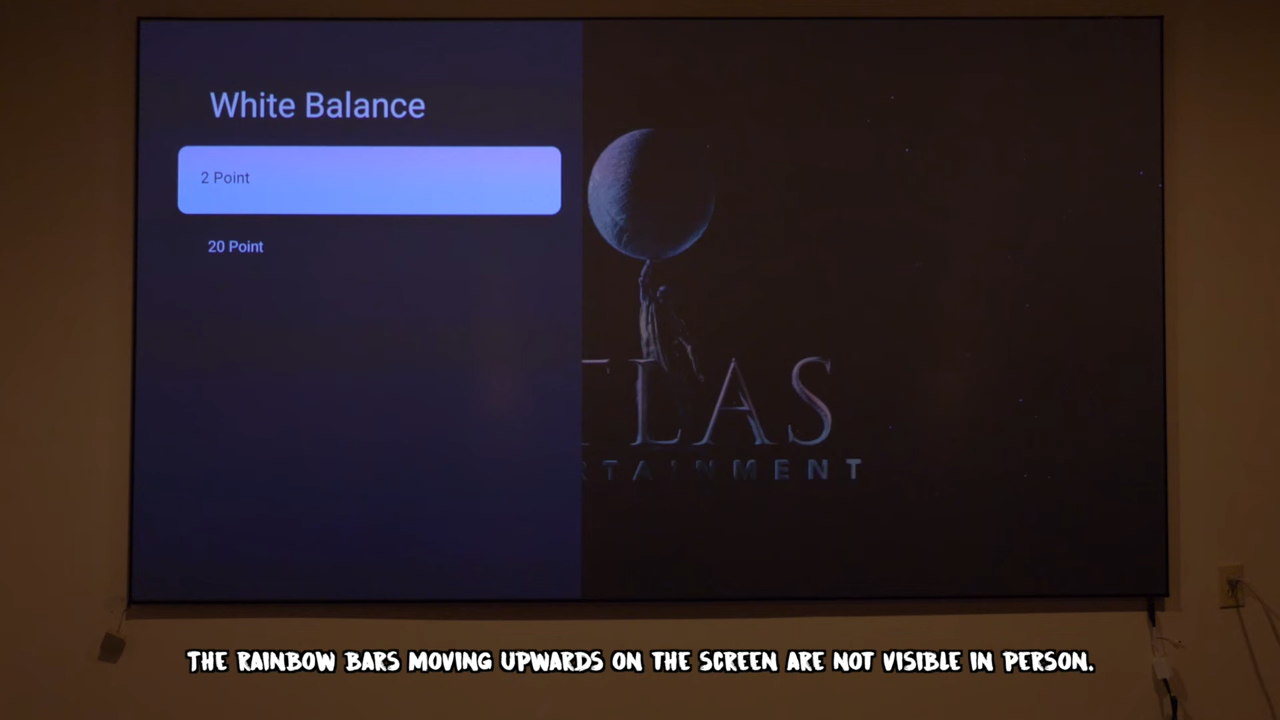 White Balance
2 Point
20 Point
TLAS
RTAINMENT
THE RAINBOW BARS MOVING UPWARDS ON THE SCREEN ARE NOT VISIBLE IN PERSON.